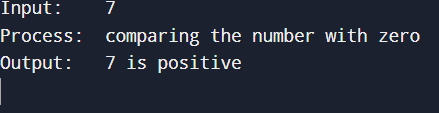 Input:   7
Process:  comparing the number with zero
Output:   7 is positive